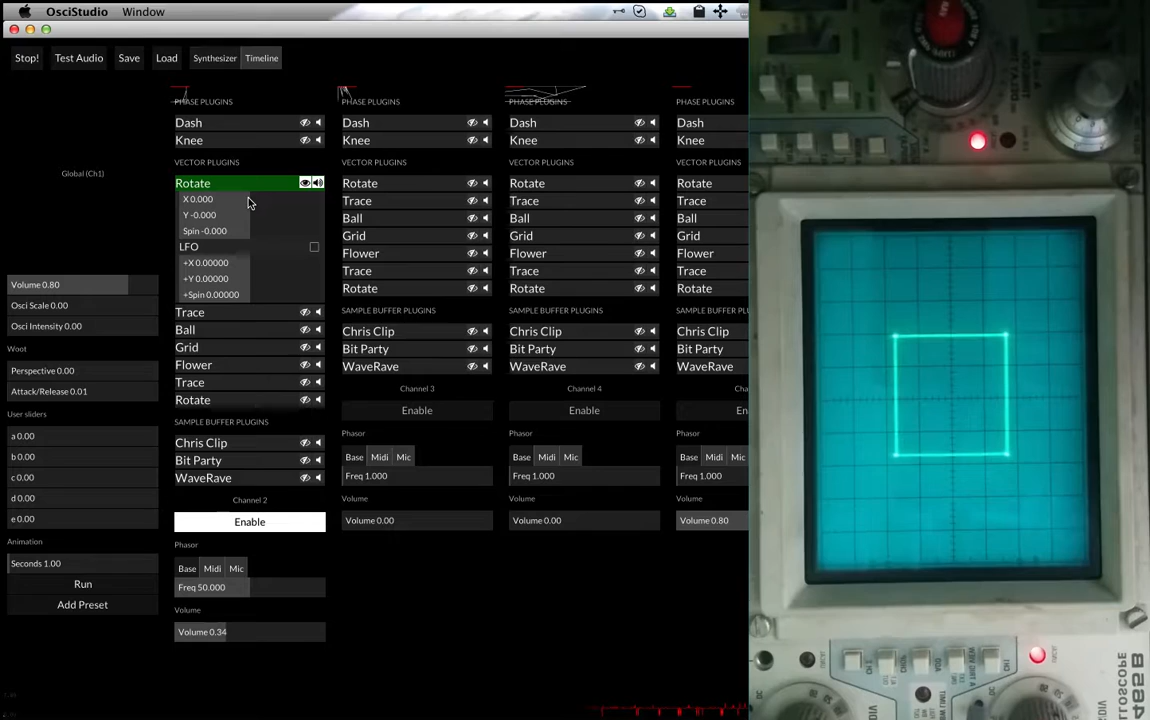 OsciStudio Window
Stop! Test Audio Save Load Synthesizer Timeline
PHASE PLUGINS PHASE PLUGINS PHASE PLUGINS PHASE PLUGINS
Dash Dash Dash Dash
Knee Knee Knee Knee
VECTOR PLUGINS VECTOR PLUGINS VECTOR PLUGINS VECTOR PLUGINS
Global (Ch1)
Volume 0.80
Osci Scale 0.00
Osci Intensity 0.00
Woot
Perspective 0.00
Attack/Release 0.01
User sliders
a 0.00
b 0.00
c 0.00
d 0.00
e 0.00
Animation
Seconds 1.00
Run
Add Preset
Rotate
X 0.000
Y -0.000
Spin -0.000
LFO
+X 0.00000
+Y 0.00000
+Spin 0.00000
Trace
Ball
Grid
Flower
Trace
Rotate
SAMPLE BUFFER PLUGINS
Chris Clip
Bit Party
WaveRave
Channel 2
Enable
Phasor
Base Midi Mic
Freq 50.000
Volume
Volume 0.34
Rotate
Trace
Ball
Grid
Flower
Trace
Rotate
SAMPLE BUFFER PLUGINS
Chris Clip
Bit Party
WaveRave
Channel 3
Enable
Phasor
Base Midi Mic
Freq 1.000
Volume
Volume 0.00
Rotate
Trace
Ball
Grid
Flower
Trace
Rotate
SAMPLE BUFFER PLUGINS
Chris Clip
Bit Party
WaveRave
Channel 4
Enable
Phasor
Base Midi Mic
Freq 1.000
Volume
Volume 0.00
Rotate
Trace
Ball
Grid
Flower
Trace
Rotate
SAMPLE BUFFER
Chris Clip
Bit Party
WaveRave
En
Phasor
Base Midi
Freq 1.000
Volume
Volume 0.80
465B